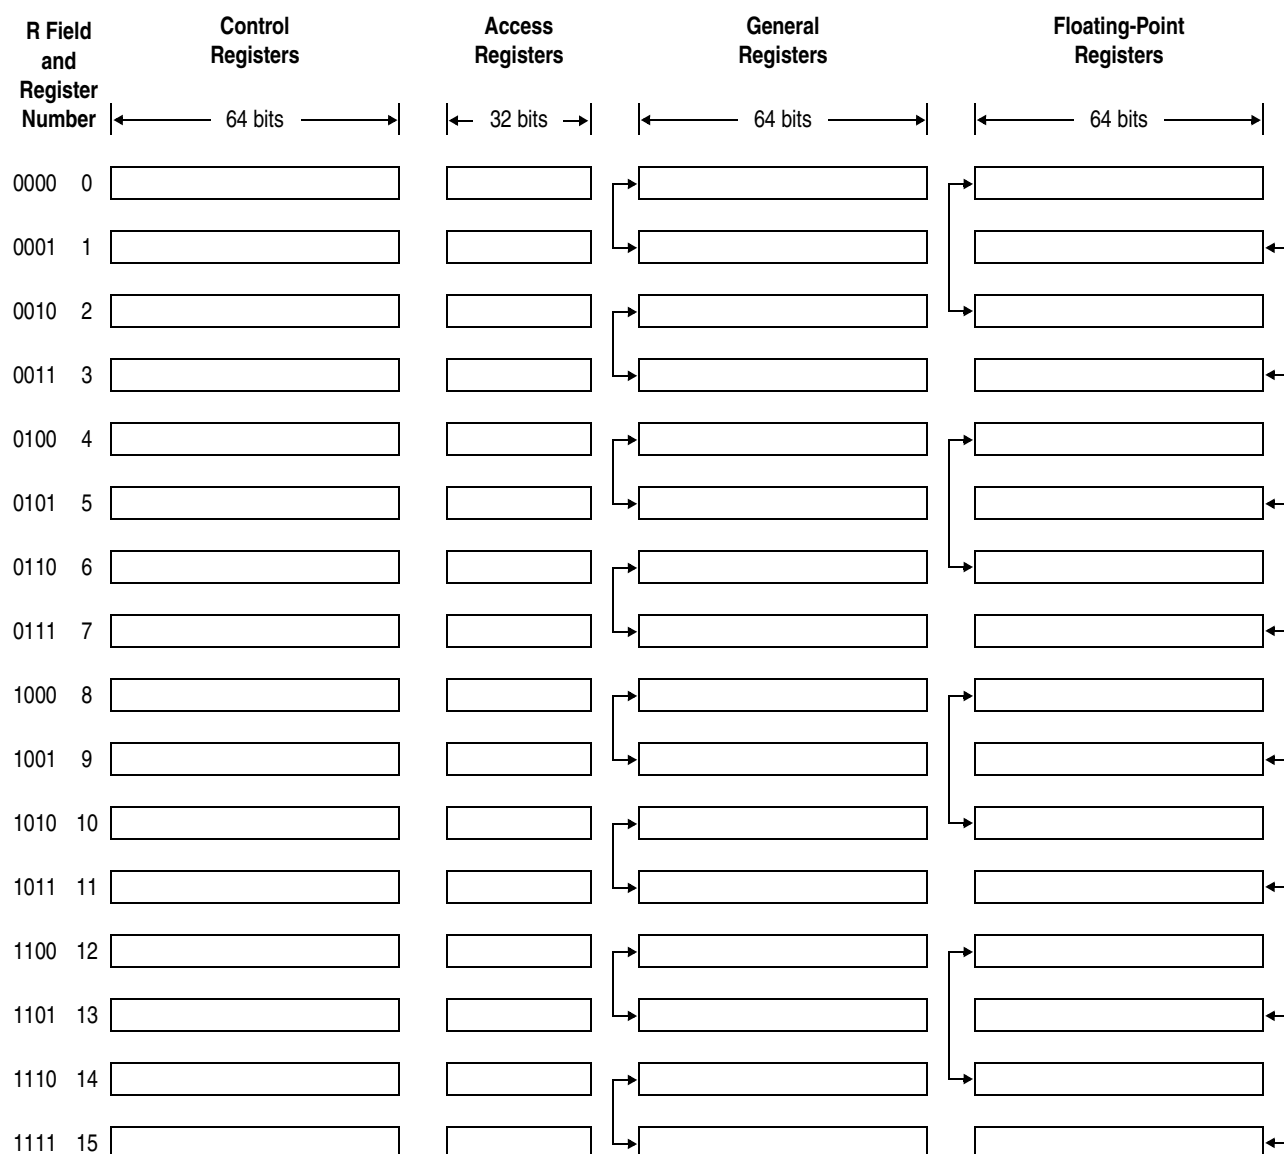 R Field
and
Register
Number
Control
Registers
Access
Registers
General
Registers
Floating-Point
Registers
64 bits
32 bits
64 bits
64 bits
0000 0
0001 1
0010 2
0011 3
0100 4
0101 5
0110 6
0111 7
1000 8
1001 9
1010 10
1011 11
1100 12
1101 13
1110 14
1111 15